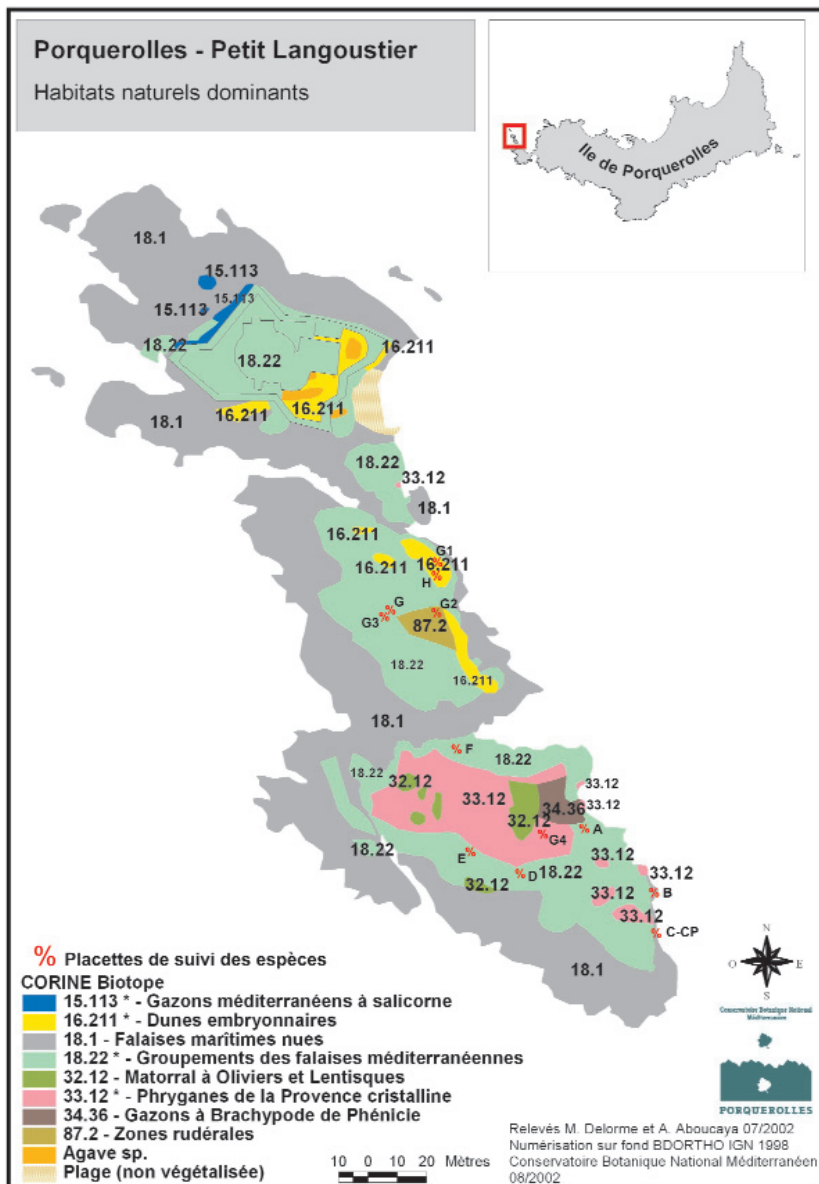 Porquerolles - Petit Langoustier
Habitats naturels dominants
Ile de Porquerolles
18.1
15.113
15.113
15.113
18.22
18.22
16.211
16.211
16.211
18.1
18.22
33.12
18.1
16.211
G1
16.211
16.211
H
G
G2
G3
87.2
18.22
16.211
18.1
F
18.22
18.22
32.12
33.12
33.12
34.36
33.12
32.12
A
G4
18.22
E
33.12
18.22
33.12
D
32.12
33.12
B
33.12
C-CP
18.1
% Placettes de suivi des espèces
CORINE Biotope
15.113 * - Gazons méditerranéens à salicorne
16.211 * - Dunes embryonnaires
18.1 - Falaises marîtimes nues
18.22 * - Groupements des falaises méditerranéennes
32.12 - Matorral à Oliviers et Lentisques
33.12 * - Phryganes de la Provence cristalline
34.36 - Gazons à Brachypode de Phénicie
87.2 - Zones rudérales
Agave sp.
Plage (non végétalisée)
10 0 10 20 Mètres
N
O E
S
Conservatoire Botanique National
Méditerranéen
PORQUEROLLES
Relevés M. Delorme et A. Aboucaya 07/2002
Numérisation sur fond BDORTHO IGN 1998
Conservatoire Botanique National Méditerranéen
08/2002